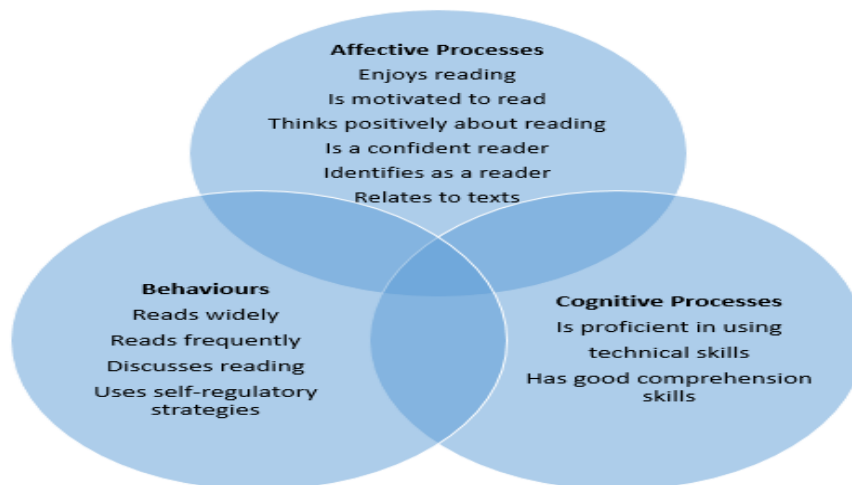 Affective Processes
Enjoys reading
Is motivated to read
Thinks positively about reading
Is a confident reader
Identifies as a reader
Relates to texts
Behaviours
Reads widely
Reads frequently
Discusses reading
Uses self-regulatory
strategies
Cognitive Processes
Is proficient in using
technical skills
Has good comprehension
skills